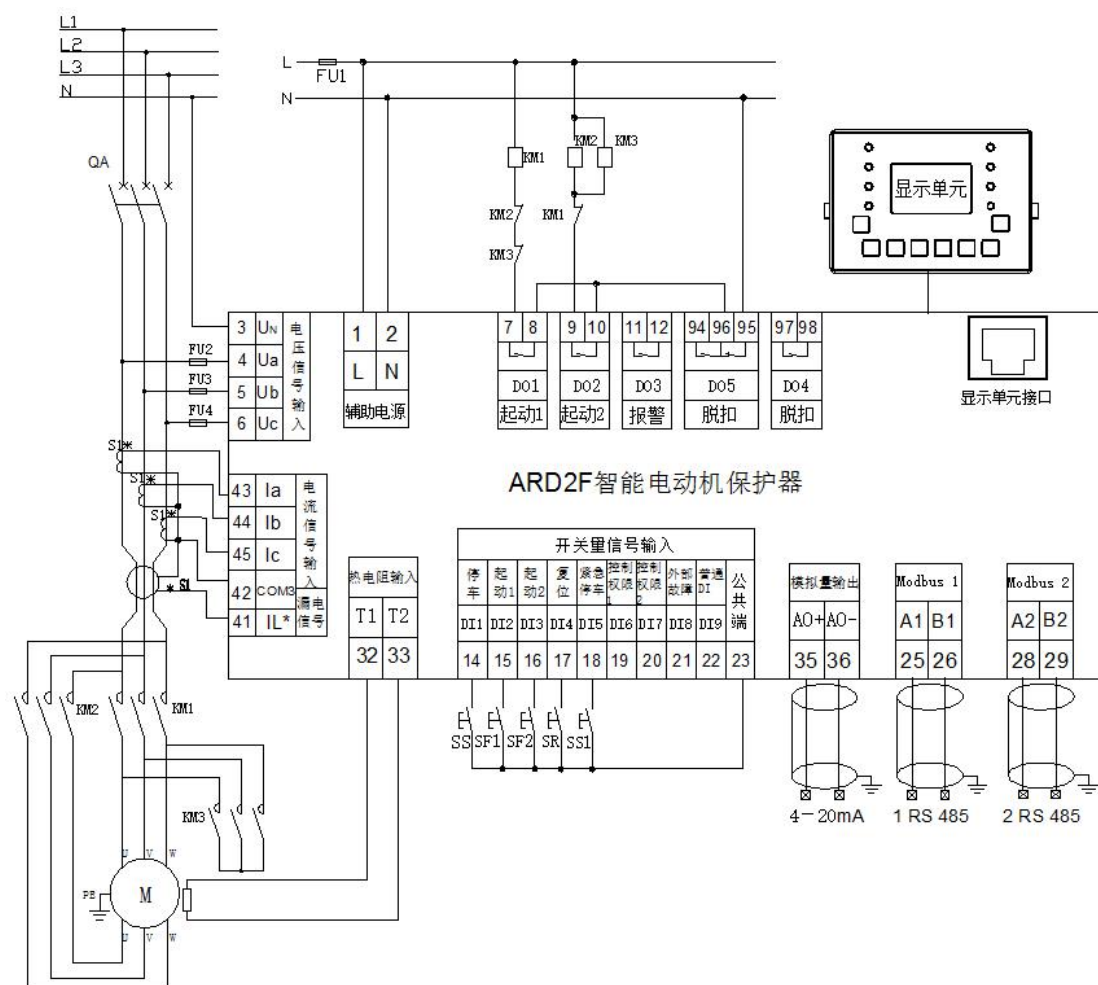 L1
L2
L3
N
L
FU1
N
QA
KM1
KM2
KM3
KM2
KM1
KM3
显示单元
3 UN
4 Ua
5 Ub
6 Uc
电压信号输入
FU2
FU3
FU4
1 2
L N
辅助电源
7 8
DO1
起动1
9 10
DO2
起动2
11 12
DO3
报警
94 96 95
DO5
脱扣
97 98
DO4
脱扣
显示单元接口
ARD2F智能电动机保护器
S1*
S1*
S1*
* S1
43 Ia
44 Ib
45 Ic
42 COM3
41 IL*
电流信号输入
漏电信号
热电阻输入
T1 T2
32 33
开关量信号输入
停车 起动1 起动2 复位 紧急停车 控制权限1 控制权限2 外部故障 普通DI 公共端
DI1 DI2 DI3 DI4 DI5 DI6 DI7 DI8 DI9
14 15 16 17 18 19 20 21 22 23
SS SF1 SF2 SR SS1
模拟量输出
AO+ AO-
35 36
4-20mA
Modbus 1
A1 B1
25 26
1 RS 485
Modbus 2
A2 B2
28 29
2 RS 485
KM2
KM1
KM3
U V W
PE
M
U V W